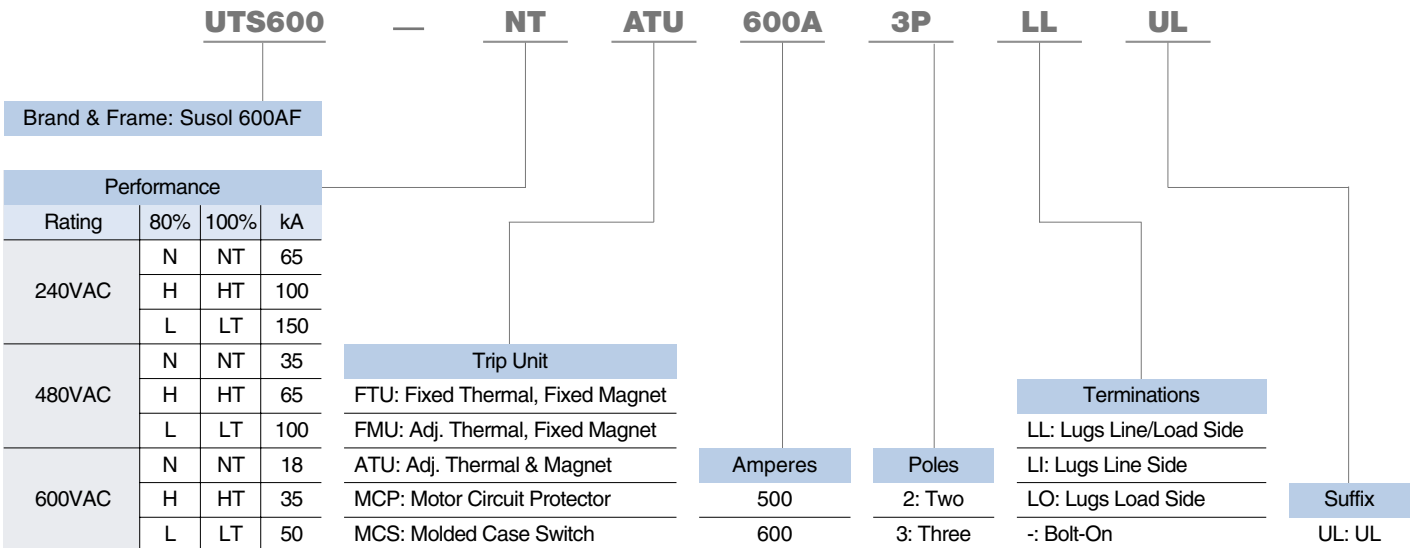 UTS600 — NT ATU 600A 3P LL UL
Brand & Frame: Susol 600AF
Performance
Rating 80% 100% kA
240VAC
N NT 65
H HT 100
L LT 150
480VAC
N NT 35
H HT 65
L LT 100
600VAC
N NT 18
H HT 35
L LT 50
Trip Unit
FTU: Fixed Thermal, Fixed Magnet
FMU: Adj. Thermal, Fixed Magnet
ATU: Adj. Thermal & Magnet
MCP: Motor Circuit Protector
MCS: Molded Case Switch
Amperes
500
600
Poles
2: Two
3: Three
Terminations
LL: Lugs Line/Load Side
LI: Lugs Line Side
LO: Lugs Load Side
-: Bolt-On
Suffix
UL: UL